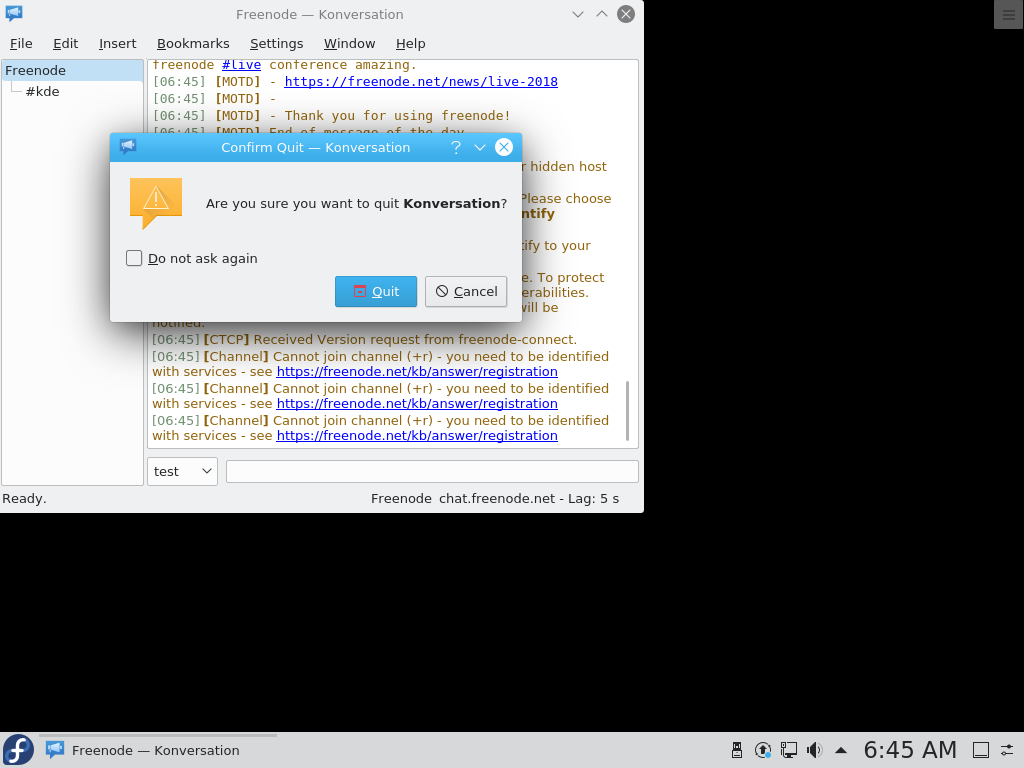 Freenode — Konversation
File Edit Insert Bookmarks Settings Window Help
Freenode
#kde
freenode #live conference amazing.
[06:45] [MOTD] - https://freenode.net/news/live-2018
[06:45] [MOTD] -
[06:45] [MOTD] - Thank you for using freenode!
[06:45] [MOTD] End of message of the day
Confirm Quit — Konversation
r hidden host
Please choose
ntify
tify to your
e. To protect
erabilities.
will be
notified.
Are you sure you want to quit Konversation?
Do not ask again
Quit Cancel
[06:45] [CTCP] Received Version request from freenode-connect.
[06:45] [Channel] Cannot join channel (+r) - you need to be identified
with services - see https://freenode.net/kb/answer/registration
[06:45] [Channel] Cannot join channel (+r) - you need to be identified
with services - see https://freenode.net/kb/answer/registration
[06:45] [Channel] Cannot join channel (+r) - you need to be identified
with services - see https://freenode.net/kb/answer/registration
test
Ready.
Freenode chat.freenode.net - Lag: 5 s
Freenode — Konversation
6:45 AM